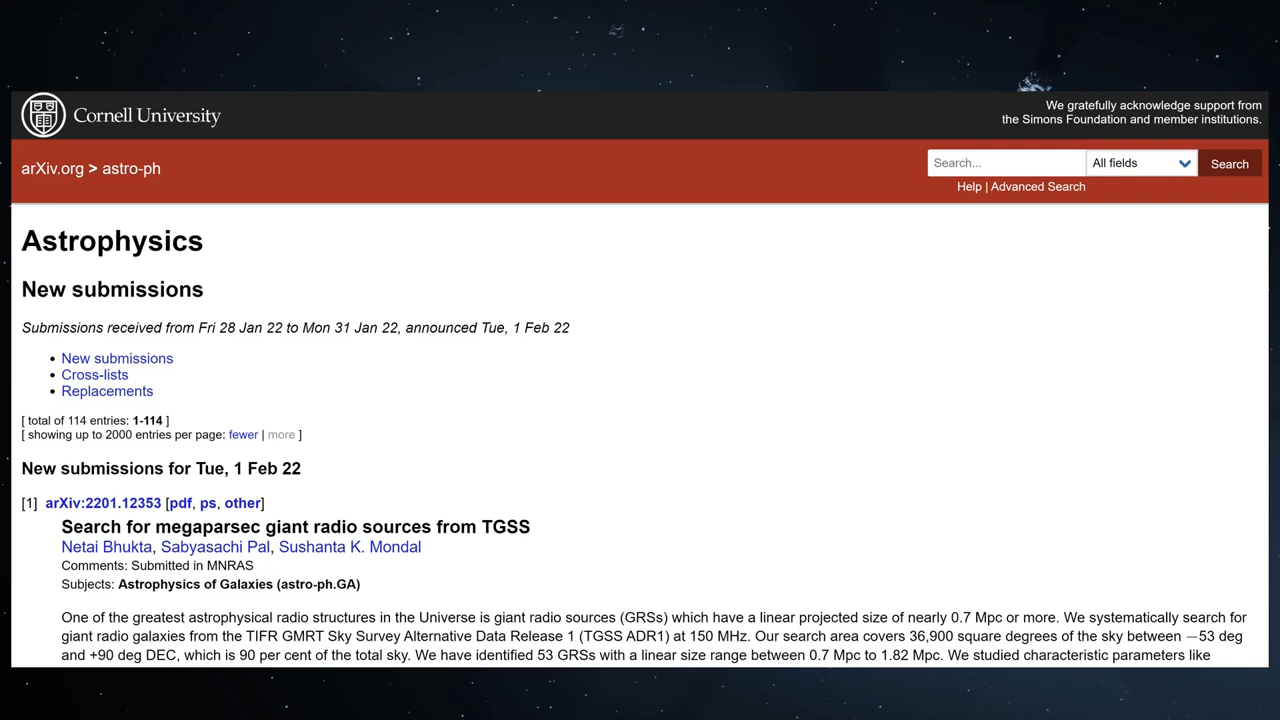 Cornell University
We gratefully acknowledge support from
the Simons Foundation and member institutions.
arXiv.org > astro-ph
Search...
All fields
Search
Help | Advanced Search
Astrophysics
New submissions
Submissions received from Fri 28 Jan 22 to Mon 31 Jan 22, announced Tue, 1 Feb 22
• New submissions
• Cross-lists
• Replacements
[ total of 114 entries: 1-114 ]
[ showing up to 2000 entries per page: fewer | more ]
New submissions for Tue, 1 Feb 22
[1] arXiv:2201.12353 [pdf, ps, other]
Search for megaparsec giant radio sources from TGSS
Netai Bhukta, Sabyasachi Pal, Sushanta K. Mondal
Comments: Submitted in MNRAS
Subjects: Astrophysics of Galaxies (astro-ph.GA)
One of the greatest astrophysical radio structures in the Universe is giant radio sources (GRSs) which have a linear projected size of nearly 0.7 Mpc or more. We systematically search for
giant radio galaxies from the TIFR GMRT Sky Survey Alternative Data Release 1 (TGSS ADR1) at 150 MHz. Our search area covers 36,900 square degrees of the sky between −53 deg
and +90 deg DEC, which is 90 per cent of the total sky. We have identified 53 GRSs with a linear size range between 0.7 Mpc to 1.82 Mpc. We studied characteristic parameters like